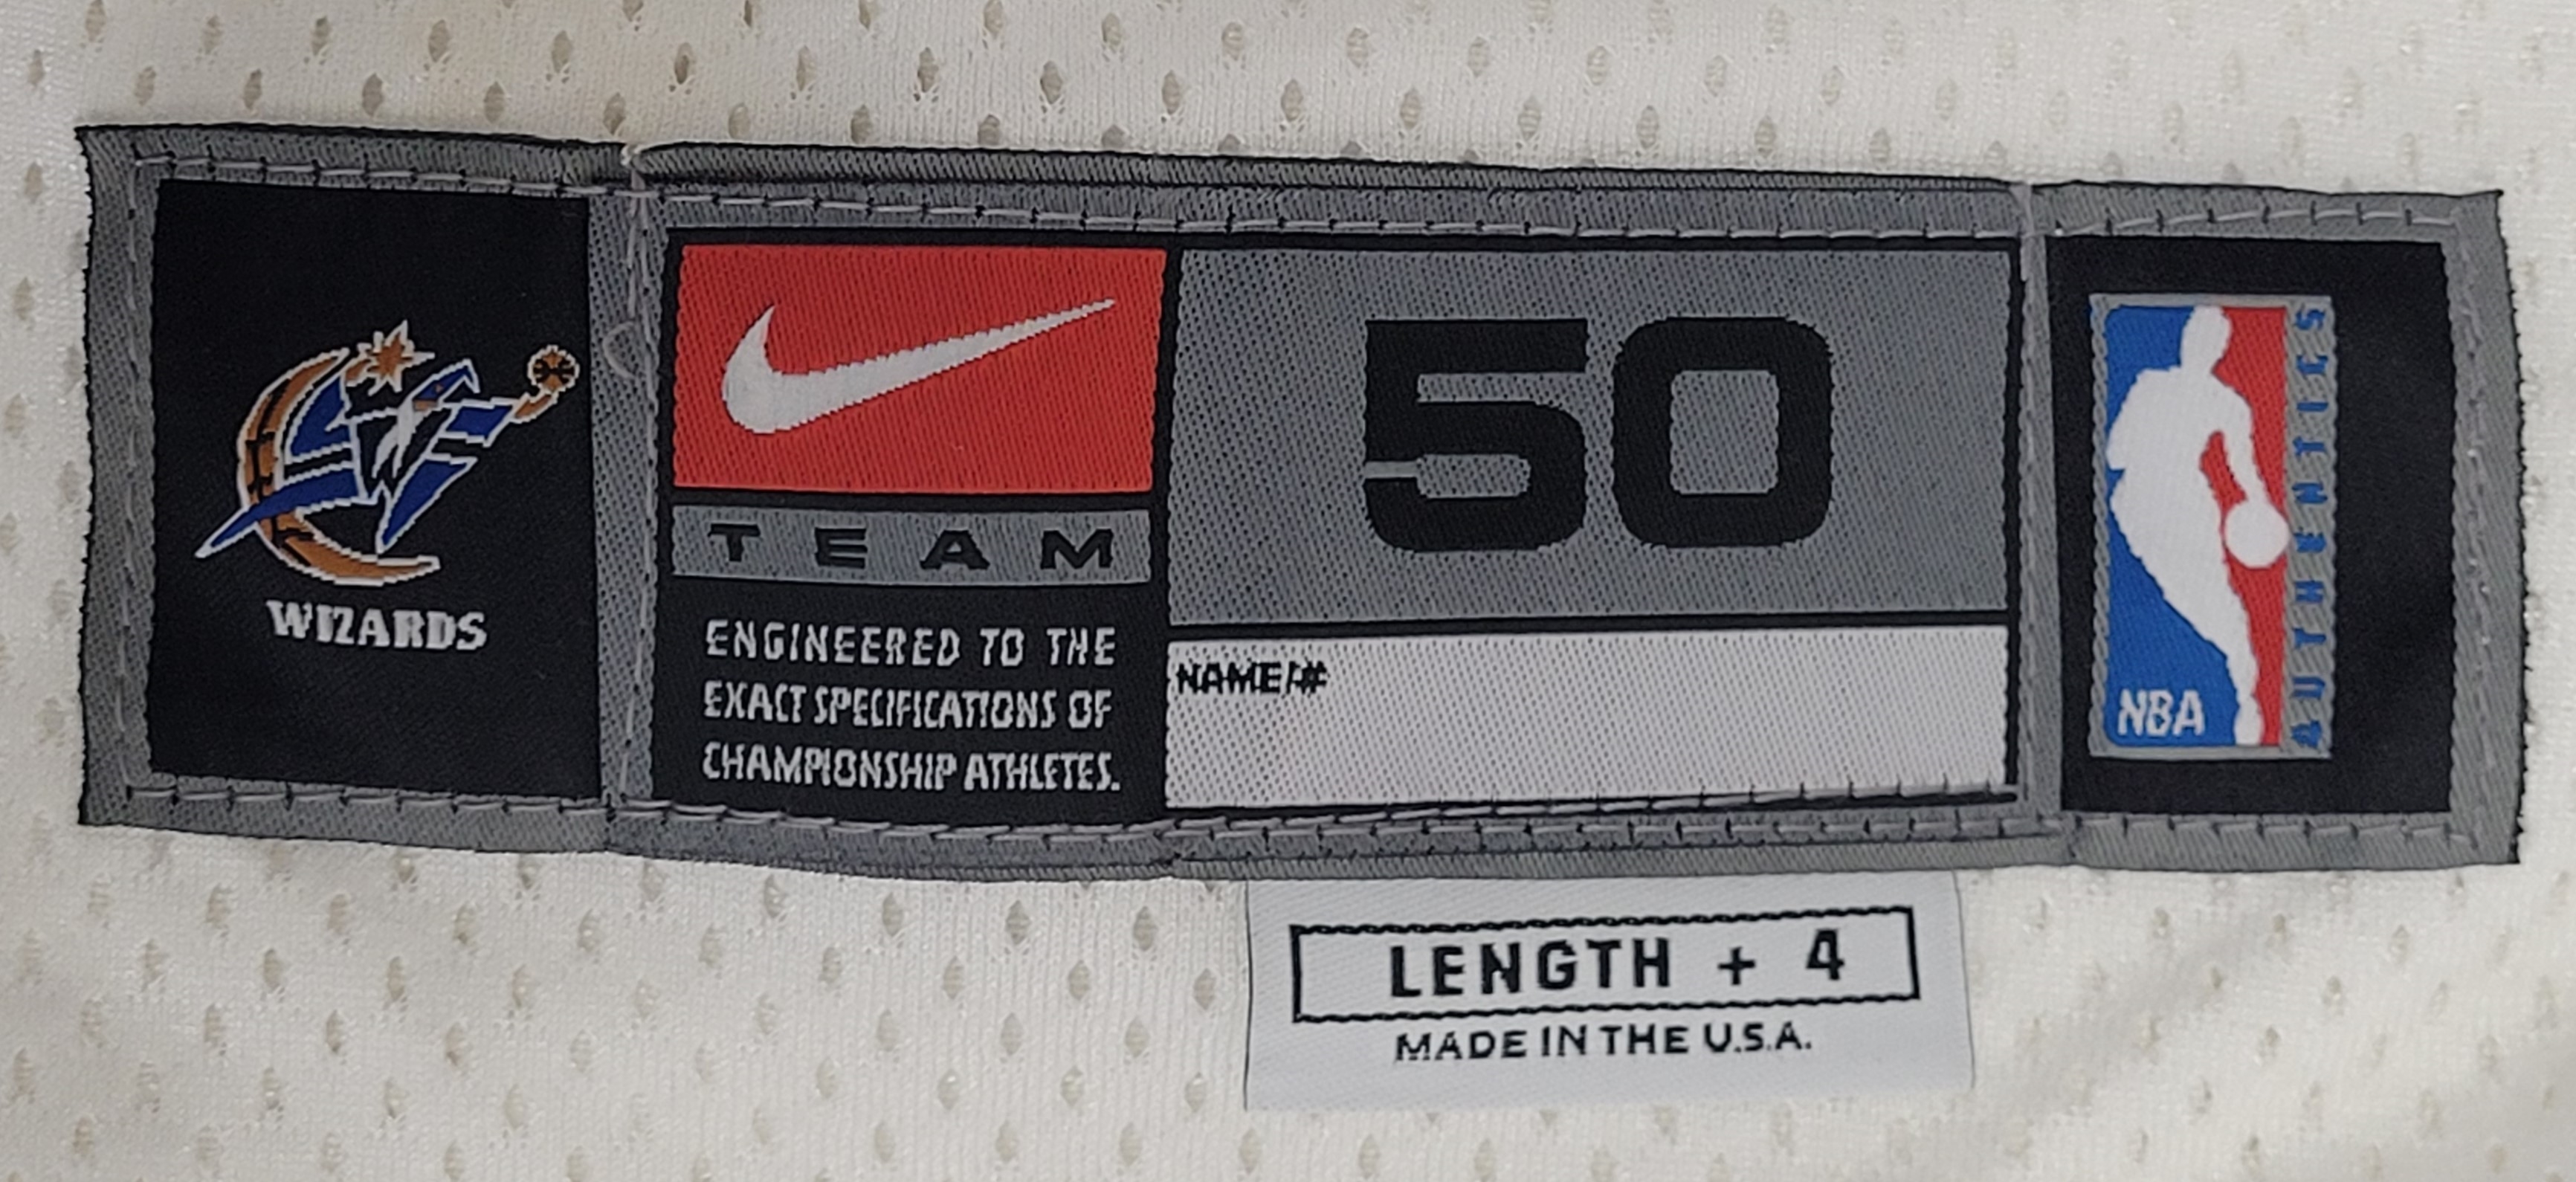 WIZARDS
TEAM
ENGINEERED TO THE
EXACT SPECIFICATIONS OF
CHAMPIONSHIP ATHLETES.
50
NAME/#
NBA
AUTHENTICS
LENGTH + 4
MADE IN THE U.S.A.